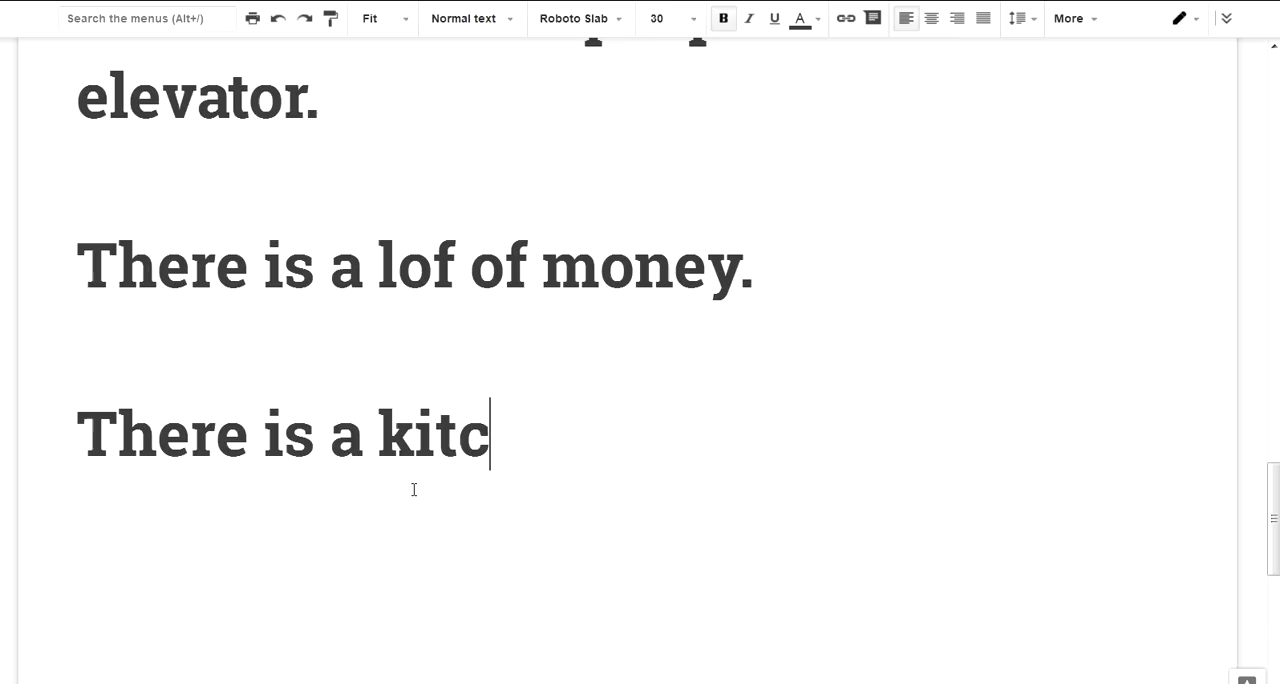 Search the menus (Alt+/) Fit Normal text Roboto Slab 30 B I U A More
elevator.
There is a lof of money.
There is a kitc